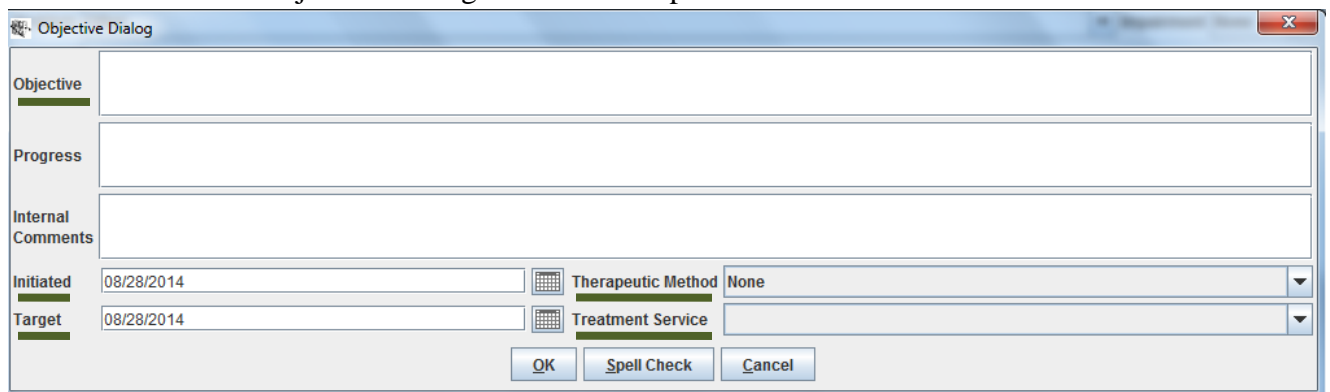 Objective Dialog
Objective
Progress
Internal
Comments
Initiated 08/28/2014 Therapeutic Method None
Target 08/28/2014 Treatment Service
OK Spell Check Cancel